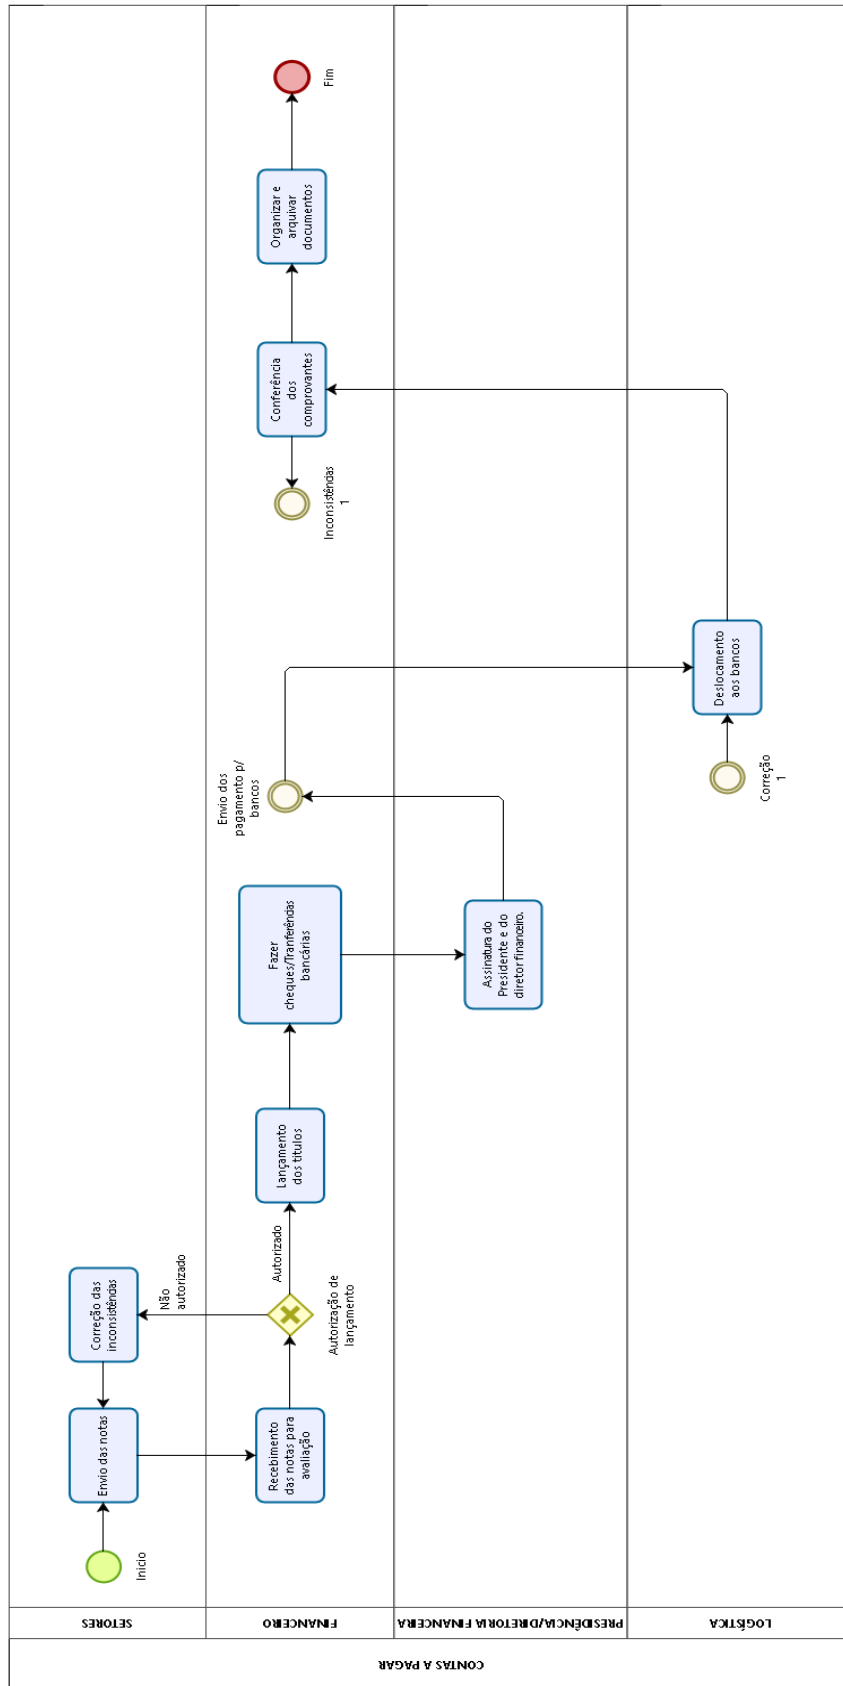 CONTAS A PAGAR
SETORES
Inicio
Envio das notas
Correção das
inconsistências
Não
autorizado
FINANCEIRO
Recebimento
das notas para
avaliação
Autorização de
lançamento
Autorizado
Lançamento
dos titulos
Fazer
cheques/Tranferências
bancárias
Envio dos
pagamento p/
bancos
Inconsistências
1
Conferência
dos
comprovantes
Organizar e
arquivar
documentos
Fim
PRESIDÊNCIA/DIRETORIA FINANCEIRA
Assinatura do
Presidente e do
diretor financeiro.
LOGÍSTICA
Correção
1
Deslocamento
aos bancos